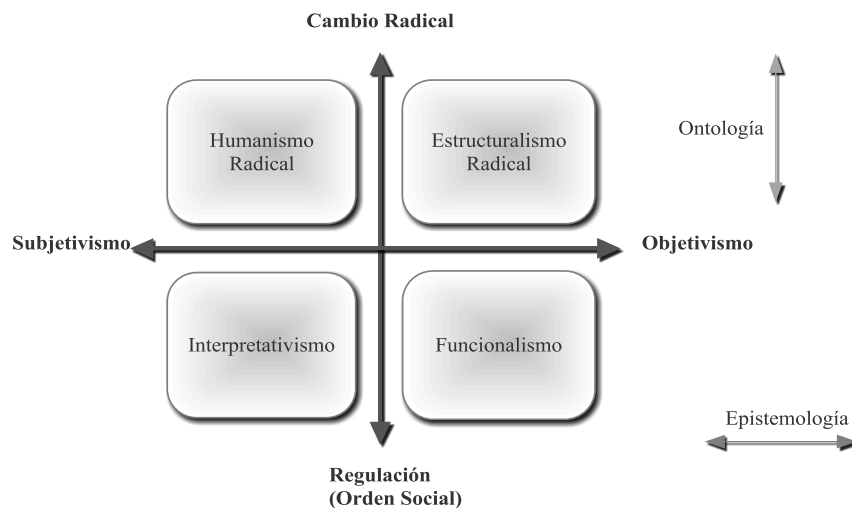 Cambio Radical
Humanismo
Radical
Estructuralismo
Radical
Ontología
Subjetivismo
Objetivismo
Interpretativismo
Funcionalismo
Epistemología
Regulación
(Orden Social)